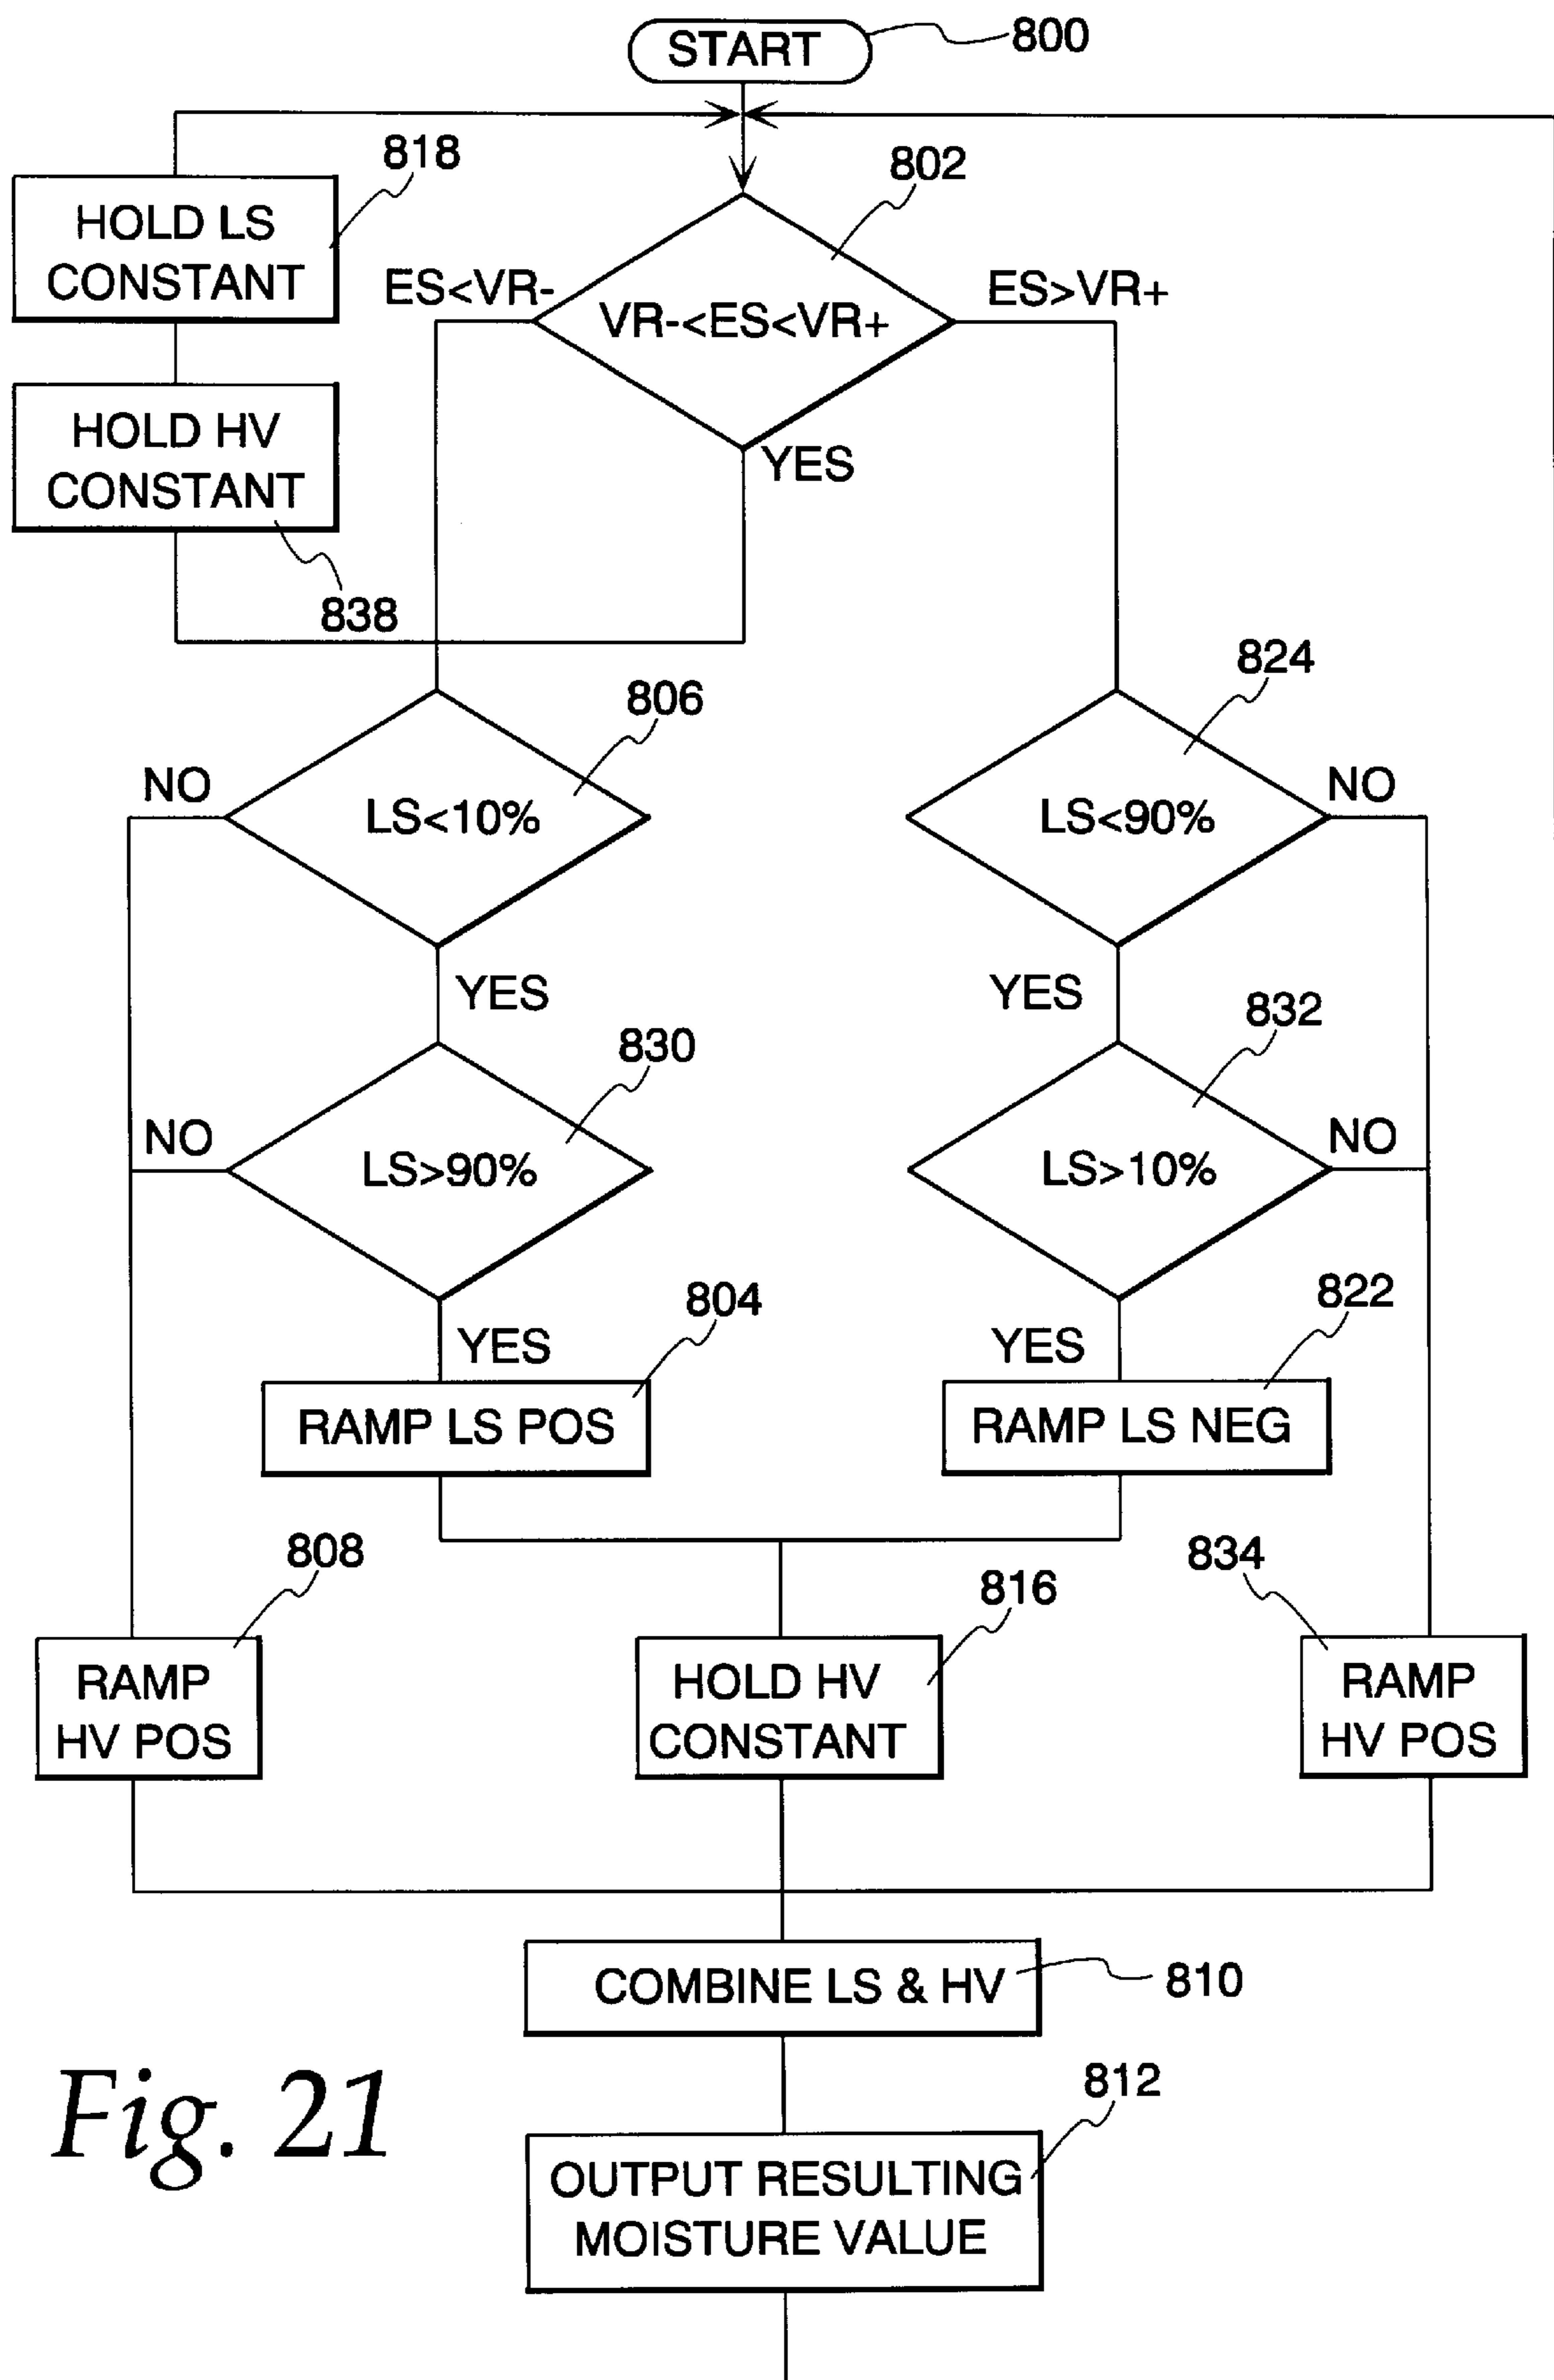 START
800
818
802
HOLD LS
CONSTANT
ES<VR-
VR-<ES<VR+
ES>VR+
HOLD HV
CONSTANT
YES
838
824
806
NO
LS<10%
LS<90%
NO
YES
YES
832
830
NO
LS>90%
LS>10%
NO
804
822
YES
YES
RAMP LS POS
RAMP LS NEG
808
834
816
RAMP
HV POS
HOLD HV
CONSTANT
RAMP
HV POS
COMBINE LS & HV
810
Fig. 21
812
OUTPUT RESULTING
MOISTURE VALUE